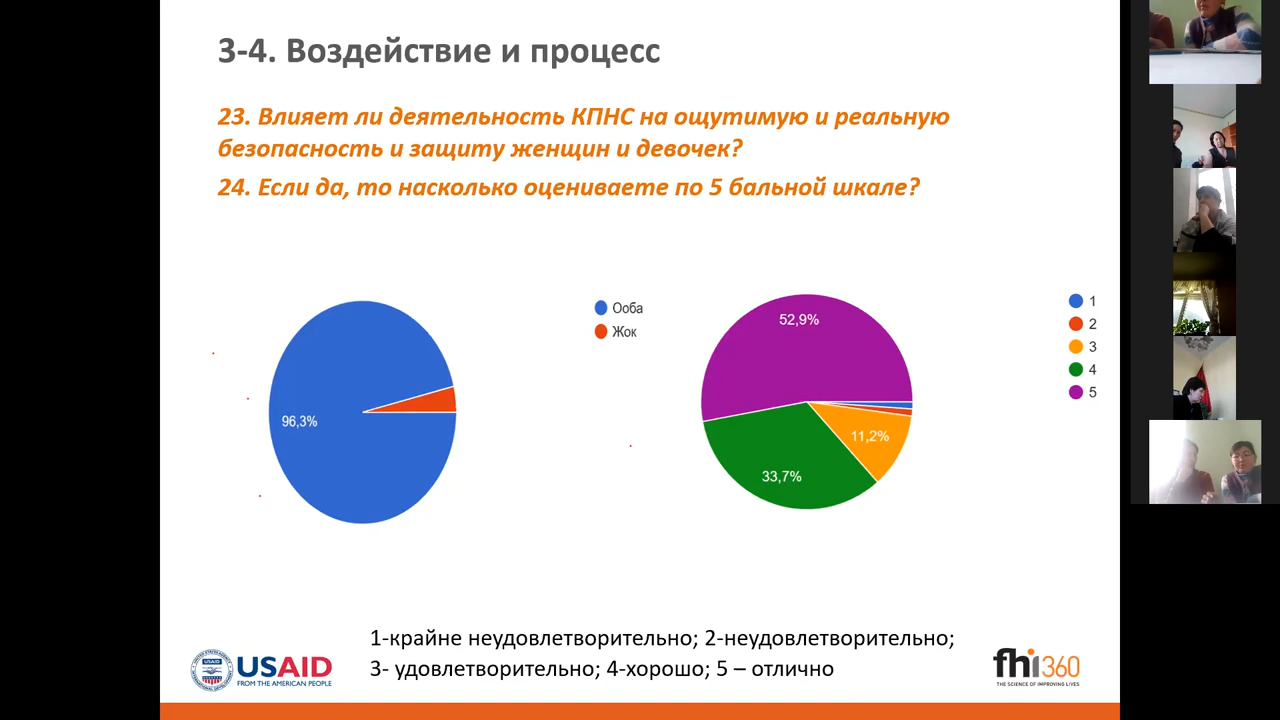 3-4. Воздействие и процесс
23. Влияет ли деятельность КПНС на ощутимую и реальную
безопасность и защиту женщин и девочек?
24. Если да, то насколько оцениваете по 5 бальной шкале?
Ооба
Жок
96,3%
52,9%
11,2%
33,7%
1
2
3
4
5
1-крайне неудовлетворительно; 2-неудовлетворительно;
3- удовлетворительно; 4-хорошо; 5 – отлично
USAID
FROM THE AMERICAN PEOPLE
fhi 360
THE SCIENCE OF IMPROVING LIVES